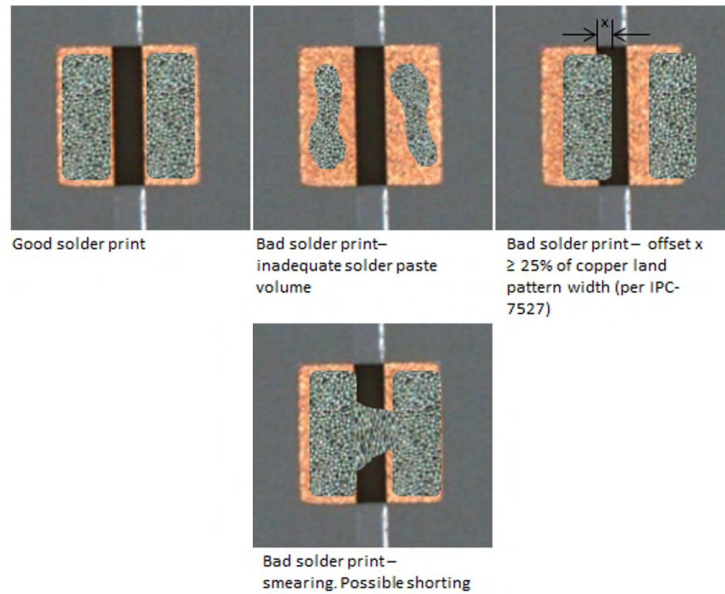 x
Good solder print
Bad solder print–
inadequate solder paste
volume
Bad solder print – offset x
≥ 25% of copper land
pattern width (per IPC-
7527)
Bad solder print –
smearing. Possible shorting